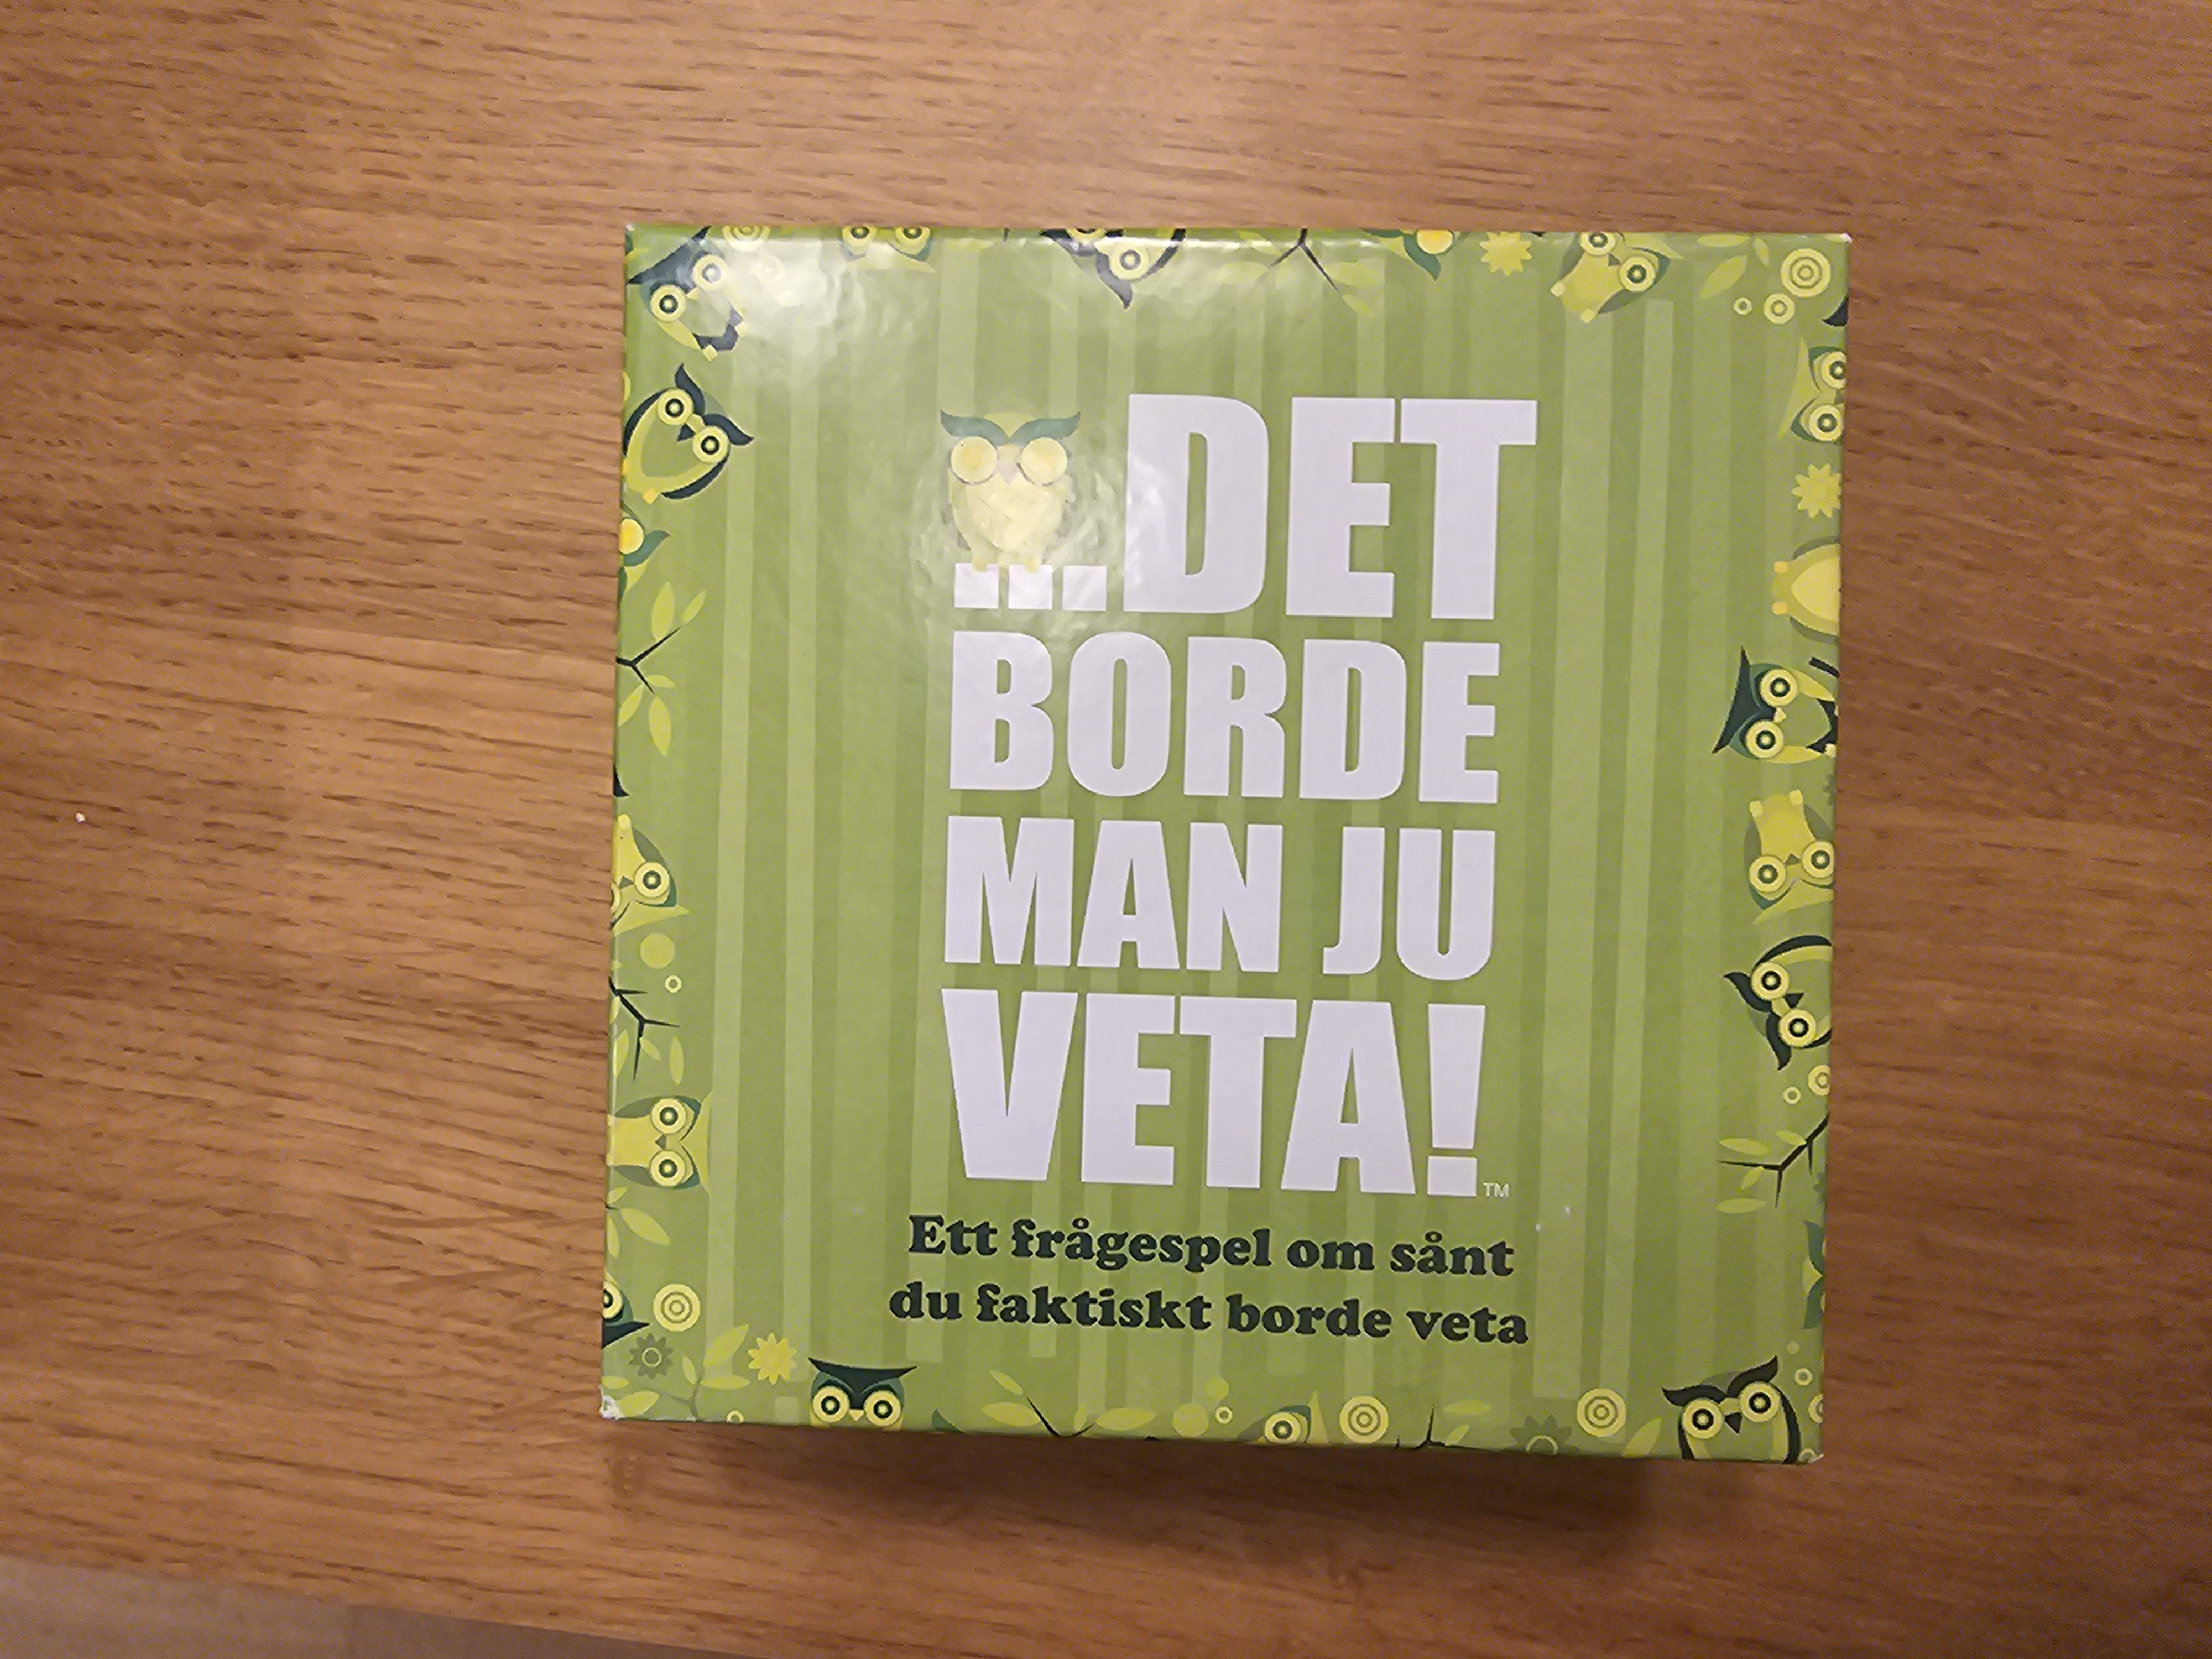 ...DET
BORDE
MAN JU
VETA!™
Ett frågespel om sånt
du faktiskt borde veta